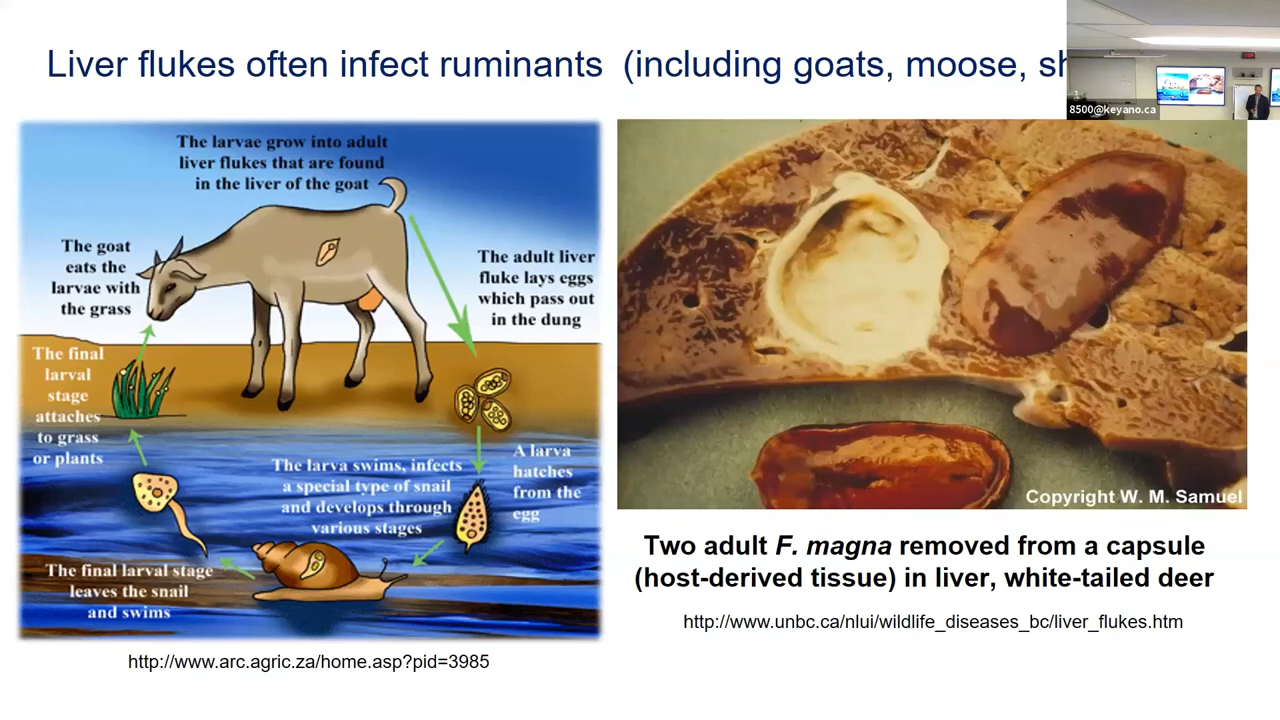 Liver flukes often infect ruminants (including goats, moose,
8500@keyano.ca
The larvae grow into adult
liver flukes that are found
in the liver of the goat
The goat
eats the
larvae with
the grass
The adult liver
fluke lays eggs
which pass out
in the dung
The final
larval
stage
attaches
to grass
or plants
A larva
hatches
from the
egg
The larva swims, infects
a special type of snail
and develops through
various stages
The final larval stage
leaves the snail
and swims
Copyright W. M. Samuel
Two adult F. magna removed from a capsule
(host-derived tissue) in liver, white-tailed deer
http://www.unbc.ca/nlui/wildlife_diseases_bc/liver_flukes.htm
http://www.arc.agric.za/home.asp?pid=3985